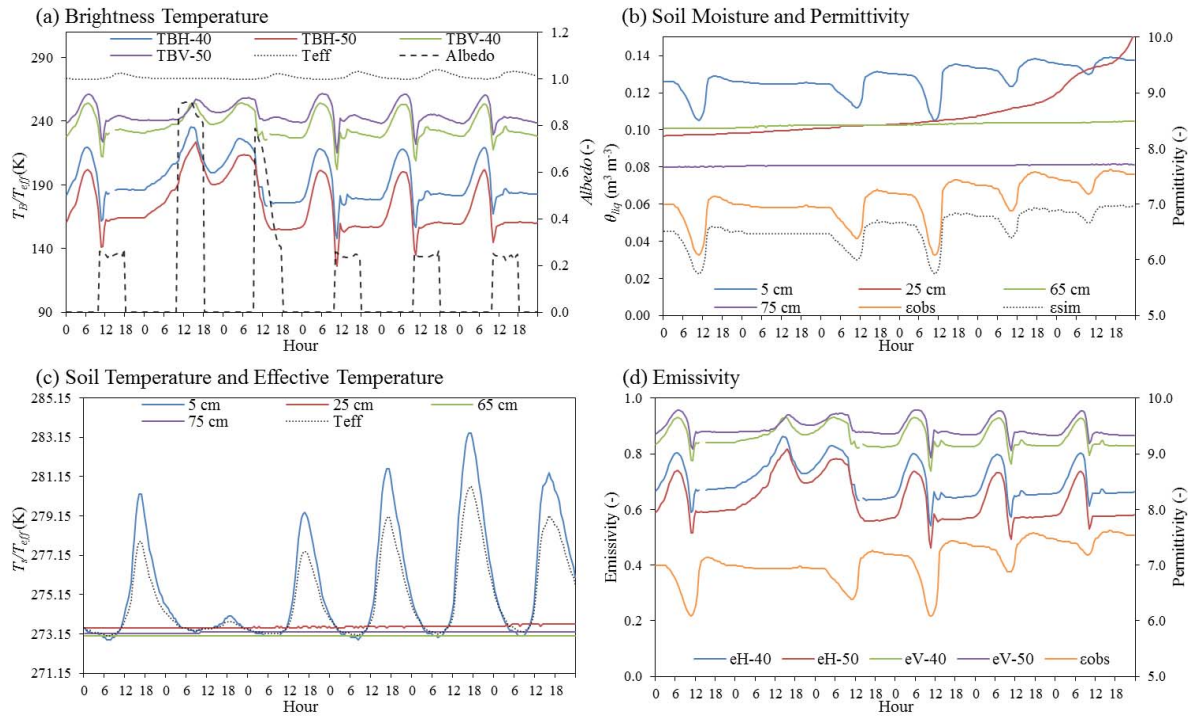 (a) Brightness Temperature
TBH-40 TBH-50 TBV-40
TBV-50 Teff Albedo
290
240
190
140
90
1.2
1.0
0.8
0.6
0.4
0.2
0.0
T_B/T_eff (K)
Albedo (-)
0 6 12 18 0 6 12 18 0 6 12 18 0 6 12 18 0 6 12 18 0 6 12 18
Hour
(b) Soil Moisture and Permittivity
0.14
0.12
0.10
0.08
0.06
0.04
0.02
0.00
10.0
9.0
8.0
7.0
6.0
5.0
θ_liq (m³ m⁻³)
Permittivity (-)
5 cm 25 cm 65 cm
75 cm εobs εsim
0 6 12 18 0 6 12 18 0 6 12 18 0 6 12 18 0 6 12 18 0 6 12 18
Hour
(c) Soil Temperature and Effective Temperature
5 cm 25 cm 65 cm
75 cm Teff
285.15
283.15
281.15
279.15
277.15
275.15
273.15
271.15
T_s/T_eff (K)
0 6 12 18 0 6 12 18 0 6 12 18 0 6 12 18 0 6 12 18 0 6 12 18
Hour
(d) Emissivity
1.0
0.8
0.6
0.4
0.2
0.0
10.0
9.0
8.0
7.0
6.0
5.0
Emissivity (-)
Permittivity (-)
eH-40 eH-50 eV-40 eV-50 εobs
0 6 12 18 0 6 12 18 0 6 12 18 0 6 12 18 0 6 12 18 0 6 12 18
Hour